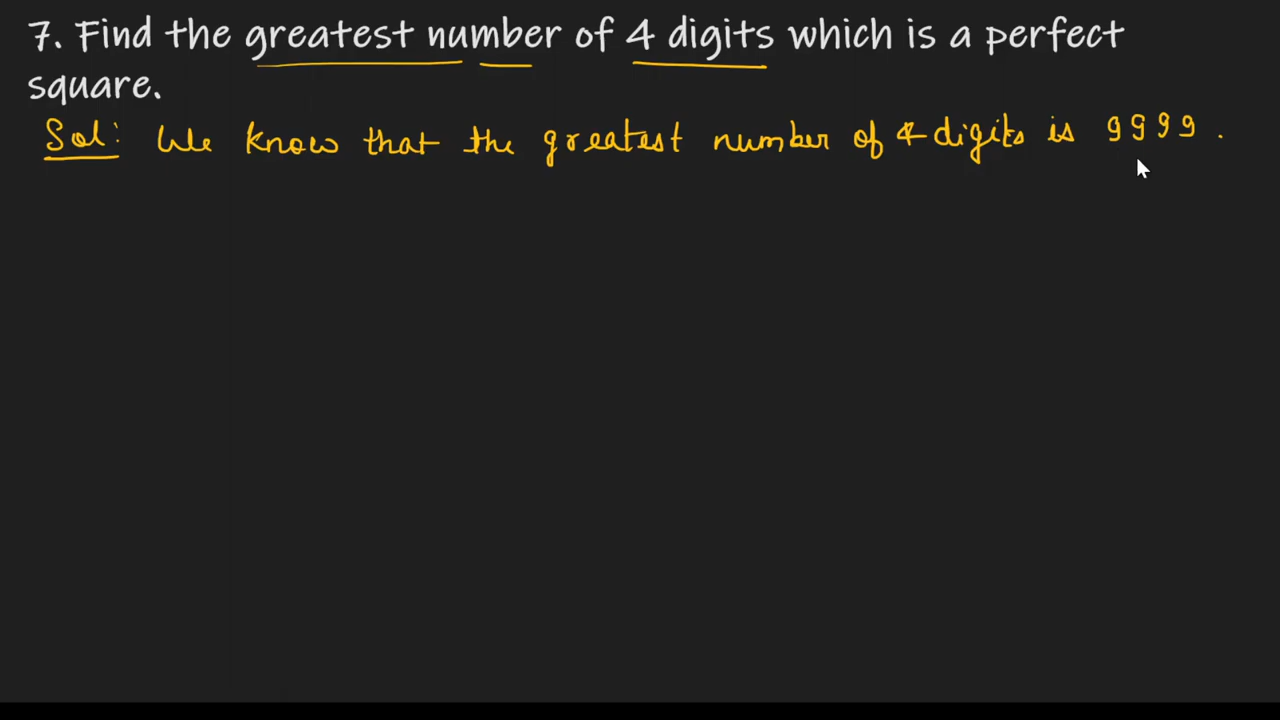 7. Find the greatest number of 4 digits which is a perfect
square.
Sol: We know that the greatest number of 4 digits is 9999.